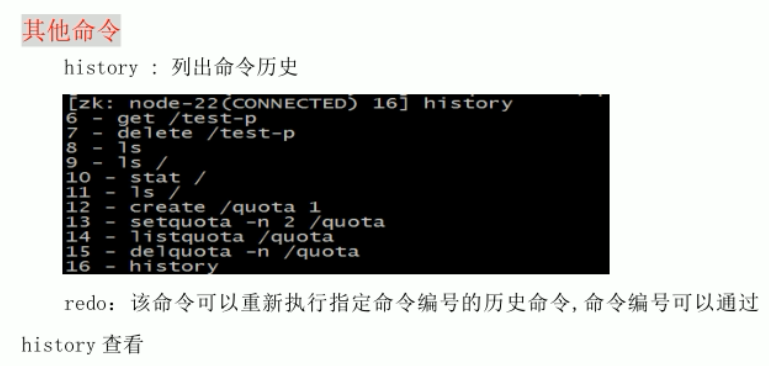 其他命令
history : 列出命令历史
[zk: node-22(CONNECTED) 16] history
6 - get /test-p
7 - delete /test-p
8 - ls
9 - ls /
10 - stat /
11 - ls /
12 - create /quota 1
13 - setquota -n 2 /quota
14 - listquota /quota
15 - delquota -n /quota
16 - history
redo: 该命令可以重新执行指定命令编号的历史命令,命令编号可以通过
history 查看